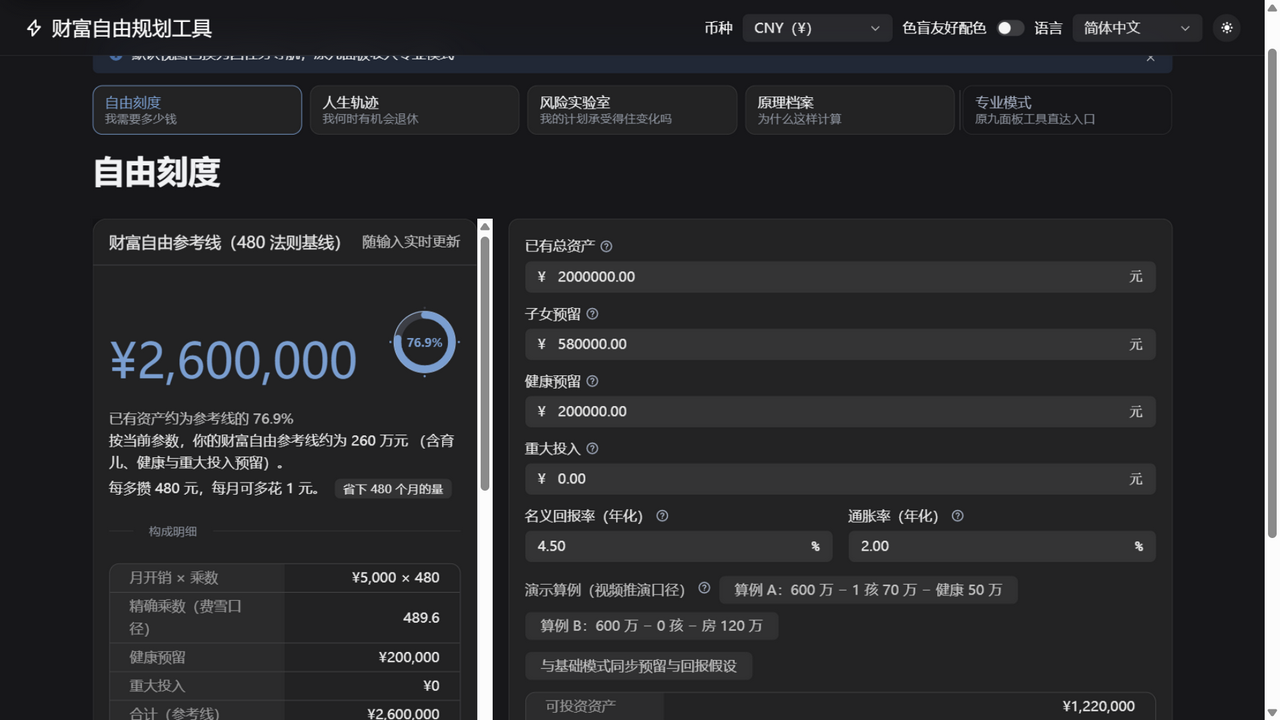 财富自由规划工具
币种
CNY（¥）
色盲友好配色
语言
简体中文
自由刻度
我需要多少钱
人生轨迹
我何时有机会退休
风险实验室
我的计划承受得住变化吗
原理档案
为什么这样计算
专业模式
原九面板工具直达入口
自由刻度
财富自由参考线（480 法则基线）
随输入实时更新
¥2,600,000
76.9%
已有资产约为参考线的 76.9%
按当前参数，你的财富自由参考线约为 260 万元 （含育
儿、健康与重大投入预留）。
每多攒 480 元，每月可多花 1 元。
省下 480 个月的量
构成明细
月开销 × 乘数
¥5,000 × 480
精确乘数（费雪口
径）
489.6
健康预留
¥200,000
重大投入
¥0
合计（参考线）
¥2,600,000
已有总资产
¥ 2000000.00 元
子女预留
¥ 580000.00 元
健康预留
¥ 200000.00 元
重大投入
¥ 0.00 元
名义回报率（年化）
4.50 %
通胀率（年化）
2.00 %
演示算例（视频推演口径）
算例 A：600 万 − 1 孩 70 万 − 健康 50 万
算例 B：600 万 − 0 孩 − 房 120 万
与基础模式同步预留与回报假设
可投资资产
¥1,220,000